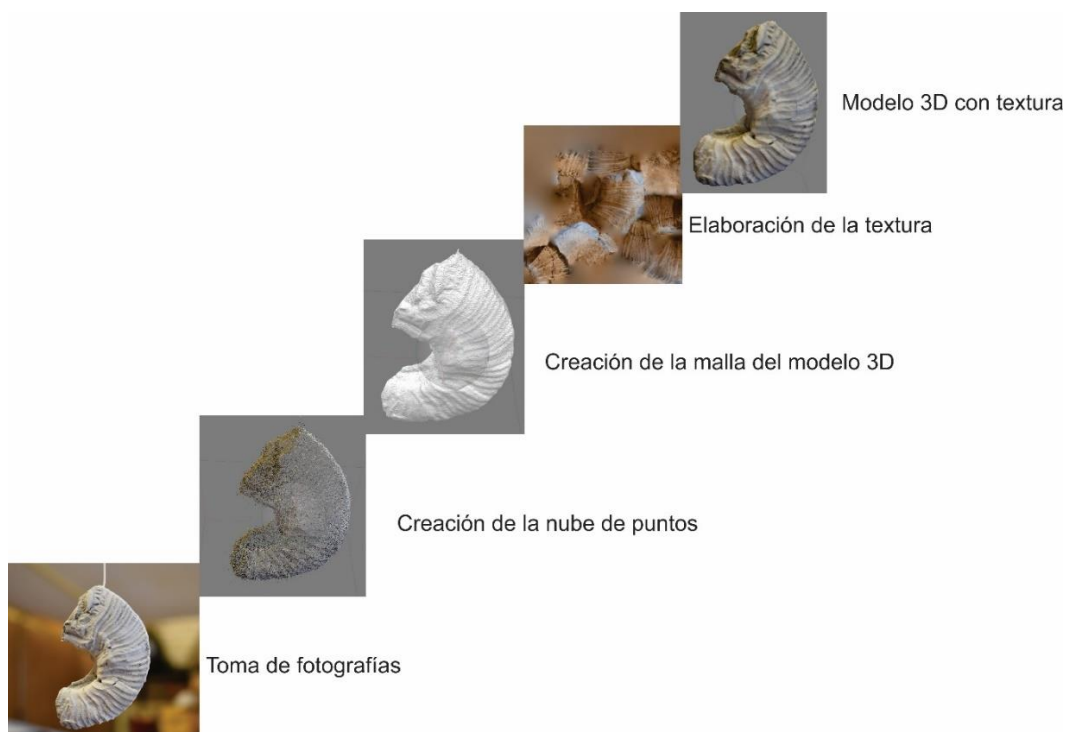 Modelo 3D con textura
Elaboración de la textura
Creación de la malla del modelo 3D
Creación de la nube de puntos
Toma de fotografías